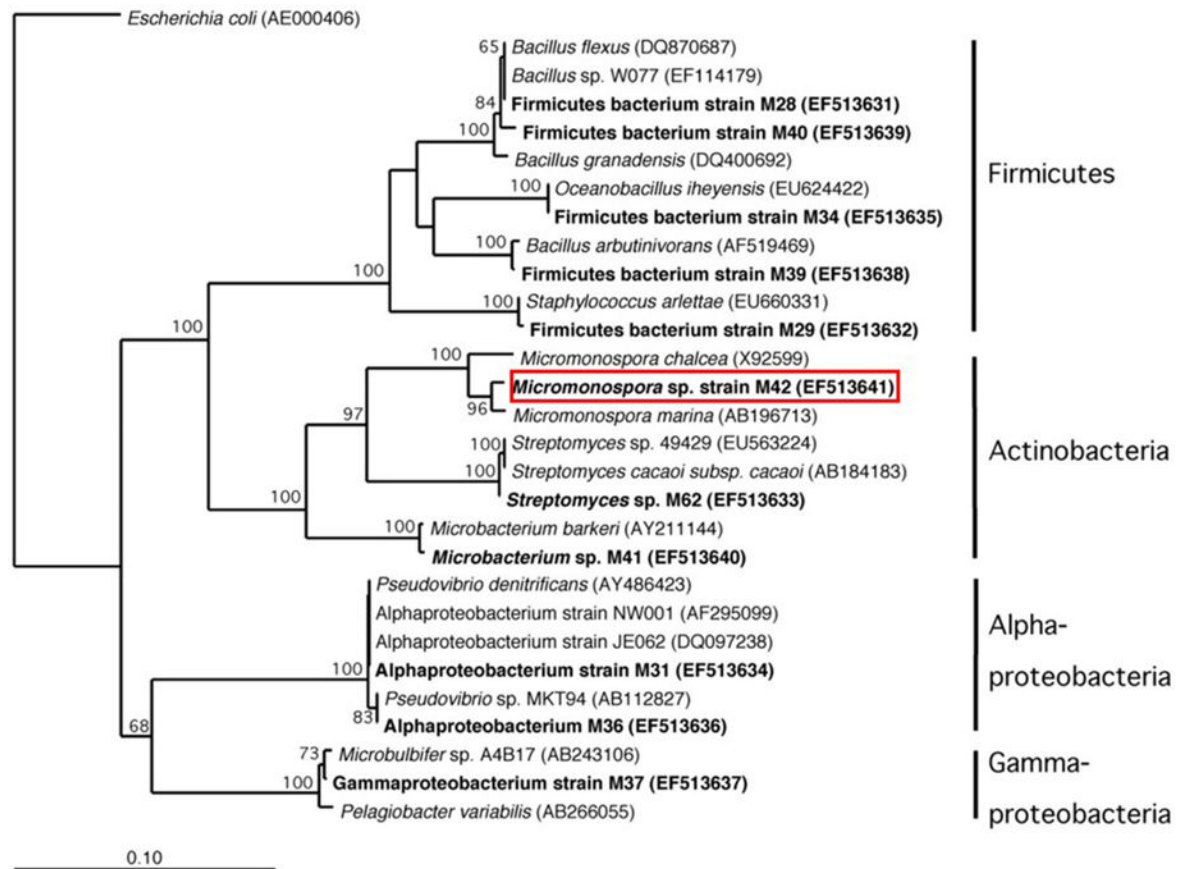 Escherichia coli (AE000406)
65
Bacillus flexus (DQ870687)
Bacillus sp. W077 (EF114179)
84
Firmicutes bacterium strain M28 (EF513631)
100
Firmicutes bacterium strain M40 (EF513639)
Bacillus granadensis (DQ400692)
100
Oceanobacillus iheyensis (EU624422)
Firmicutes bacterium strain M34 (EF513635)
100
Bacillus arbutinivorans (AF519469)
100
Firmicutes bacterium strain M39 (EF513638)
100
Staphylococcus arlettae (EU660331)
Firmicutes bacterium strain M29 (EF513632)
Firmicutes
100
100
Micromonospora chalcea (X92599)
Micromonospora sp. strain M42 (EF513641)
96
Micromonospora marina (AB196713)
97
100
Streptomyces sp. 49429 (EU563224)
100
Streptomyces cacaoi subsp. cacaoi (AB184183)
Streptomyces sp. M62 (EF513633)
100
100
Microbacterium barkeri (AY211144)
Microbacterium sp. M41 (EF513640)
Actinobacteria
Pseudovibrio denitrificans (AY486423)
Alphaproteobacterium strain NW001 (AF295099)
Alphaproteobacterium strain JE062 (DQ097238)
100
Alphaproteobacterium strain M31 (EF513634)
Pseudovibrio sp. MKT94 (AB112827)
83
Alphaproteobacterium M36 (EF513636)
Alpha-
proteobacteria
68
73
Microbulbifer sp. A4B17 (AB243106)
100
Gammaproteobacterium strain M37 (EF513637)
Pelagiobacter variabilis (AB266055)
Gamma-
proteobacteria
0.10